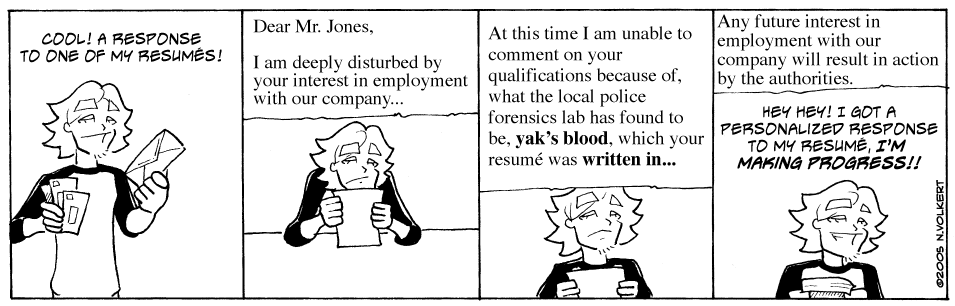 COOL! A RESPONSE
TO ONE OF MY RESUMÉS!
Dear Mr. Jones,
I am deeply disturbed by
your interest in employment
with our company...
At this time I am unable to
comment on your
qualifications because of,
what the local police
forensics lab has found to
be, yak's blood, which your
resumé was written in...
Any future interest in
employment with our
company will result in action
by the authorities.
HEY HEY! I GOT A
PERSONALIZED RESPONSE
TO MY RESUMÉ, I'M
MAKING PROGRESS!!
©2005 N.VOLKERT